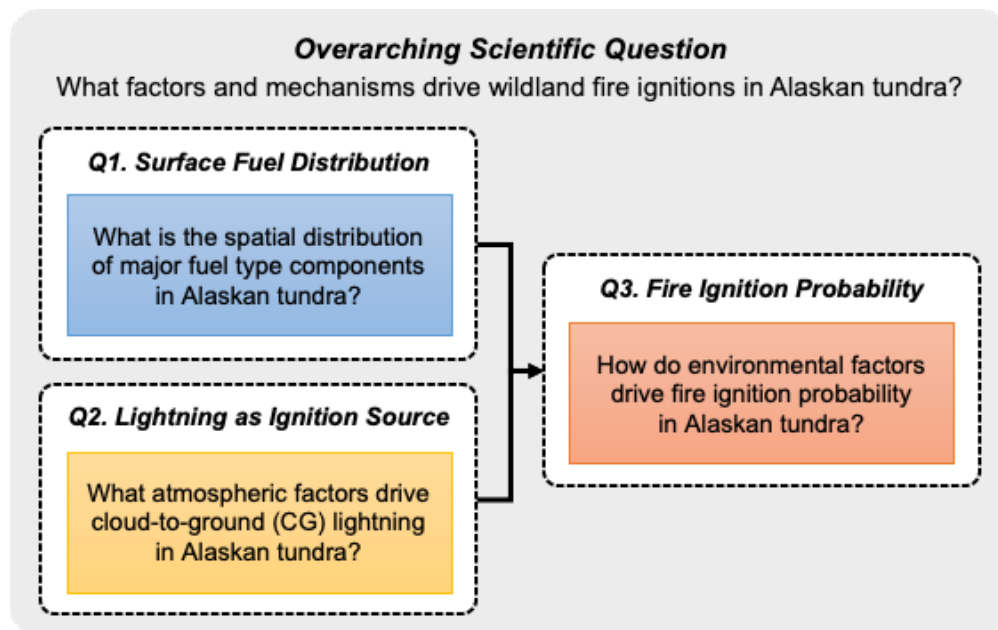 Overarching Scientific Question
What factors and mechanisms drive wildland fire ignitions in Alaskan tundra?
Q1. Surface Fuel Distribution
What is the spatial distribution
of major fuel type components
in Alaskan tundra?
Q2. Lightning as Ignition Source
What atmospheric factors drive
cloud-to-ground (CG) lightning
in Alaskan tundra?
Q3. Fire Ignition Probability
How do environmental factors
drive fire ignition probability
in Alaskan tundra?